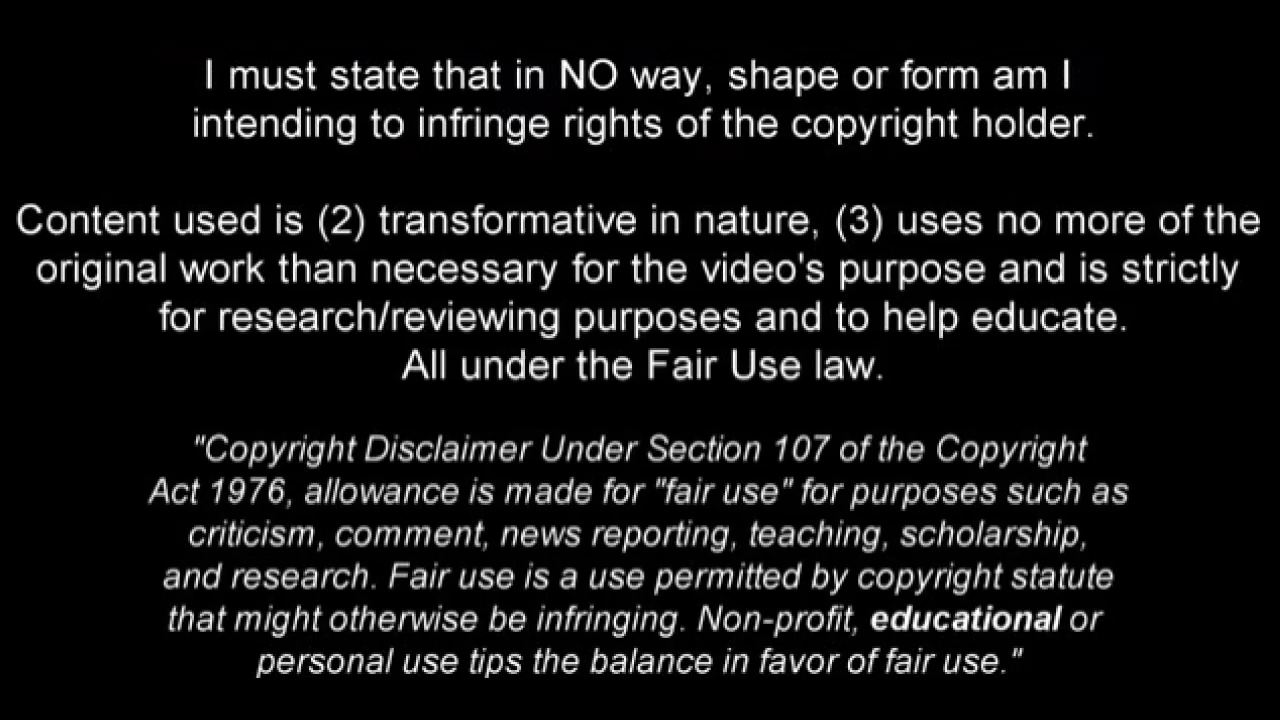 I must state that in NO way, shape or form am I
intending to infringe rights of the copyright holder.
Content used is (2) transformative in nature, (3) uses no more of the
original work than necessary for the video's purpose and is strictly
for research/reviewing purposes and to help educate.
All under the Fair Use law.
"Copyright Disclaimer Under Section 107 of the Copyright
Act 1976, allowance is made for "fair use" for purposes such as
criticism, comment, news reporting, teaching, scholarship,
and research. Fair use is a use permitted by copyright statute
that might otherwise be infringing. Non-profit, educational or
personal use tips the balance in favor of fair use."